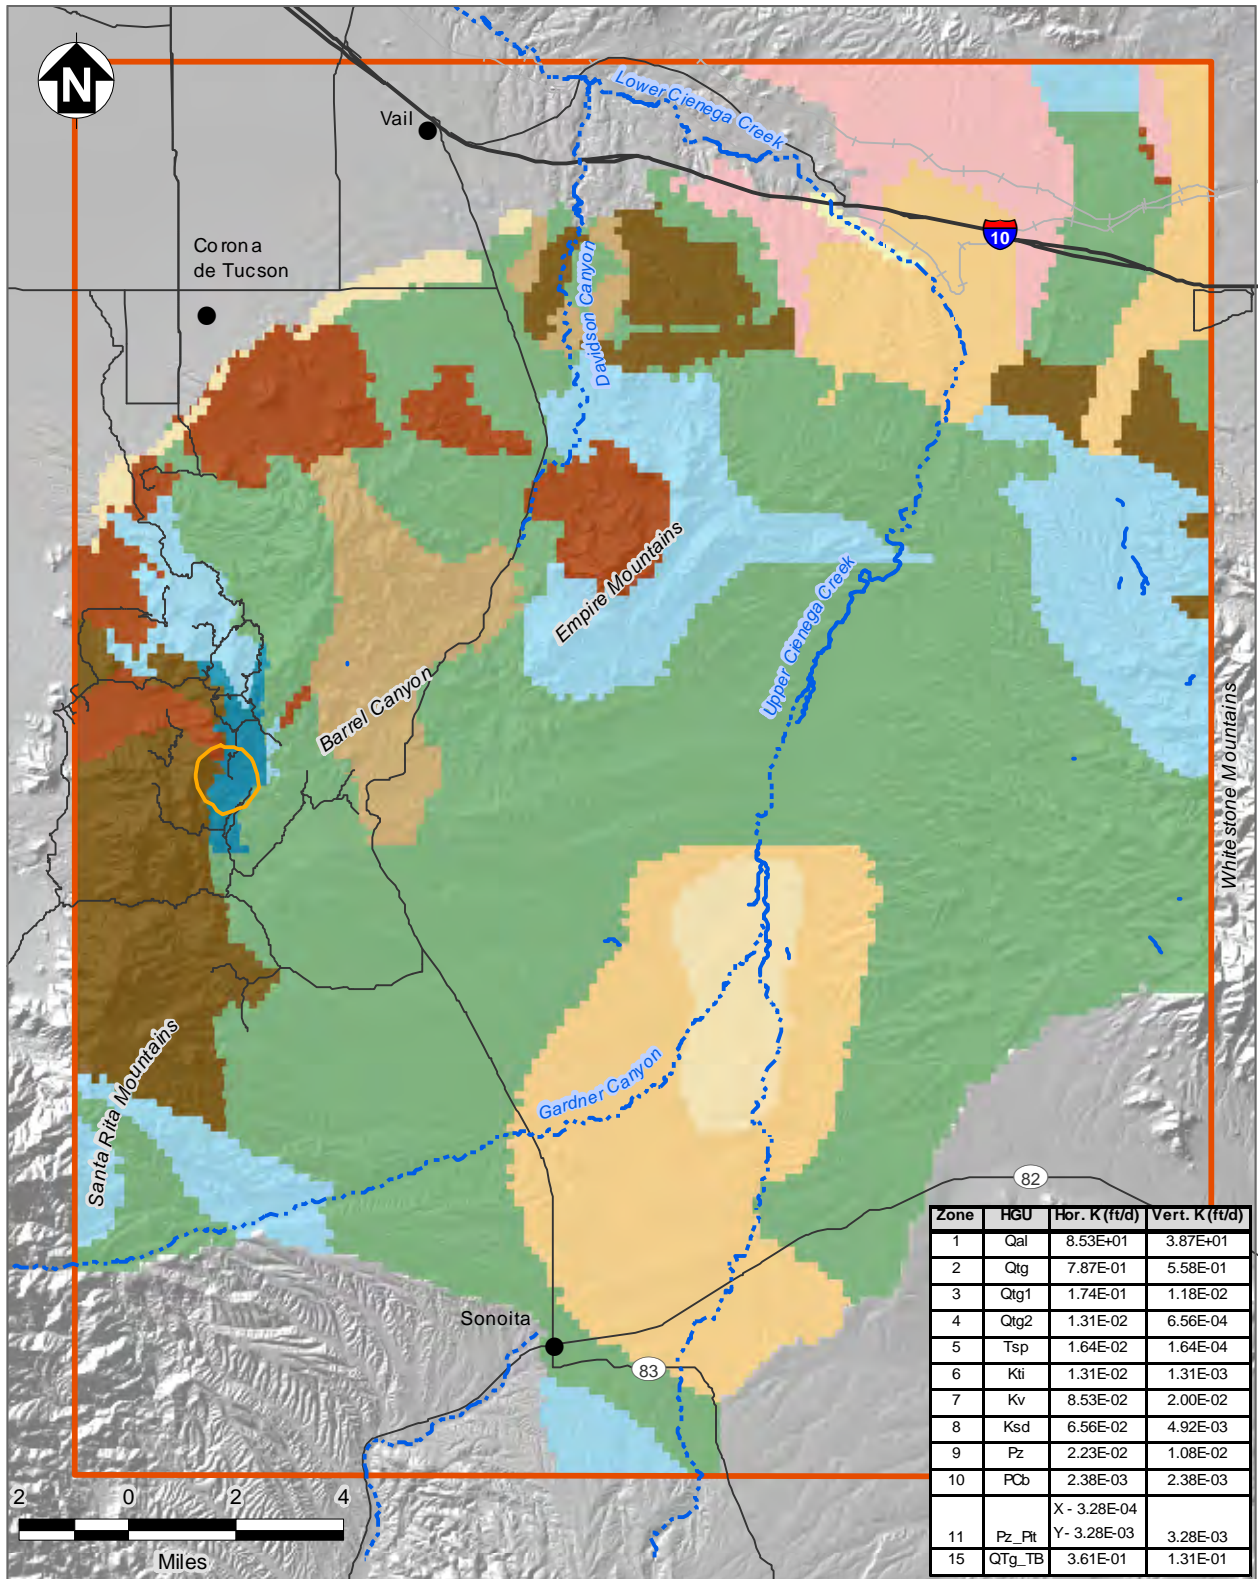 N
Lower Cienega Creek
Vail
Corona
de Tucson
10
Davidson Canyon
Empire Mountains
Upper Cienega Creek
Barrel Canyon
Whitestone Mountains
Santa Rita Mountains
Gardner Canyon
82
Sonoita
83
Zone HGU Hor. K (ft/d) Vert. K (ft/d)
1 Qal 8.53E+01 3.87E+01
2 Qtg 7.87E-01 5.58E-01
3 Qtg1 1.74E-01 1.18E-02
4 Qtg2 1.31E-02 6.56E-04
5 Tsp 1.64E-02 1.64E-04
6 Kti 1.31E-02 1.31E-03
7 Kv 8.53E-02 2.00E-02
8 Ksd 6.56E-02 4.92E-03
9 Pz 2.23E-02 1.08E-02
10 PCb 2.38E-03 2.38E-03
X - 3.28E-04
11 Pz_Pit Y - 3.28E-03 3.28E-03
15 QTg_TB 3.61E-01 1.31E-01
2 0 2 4
Miles